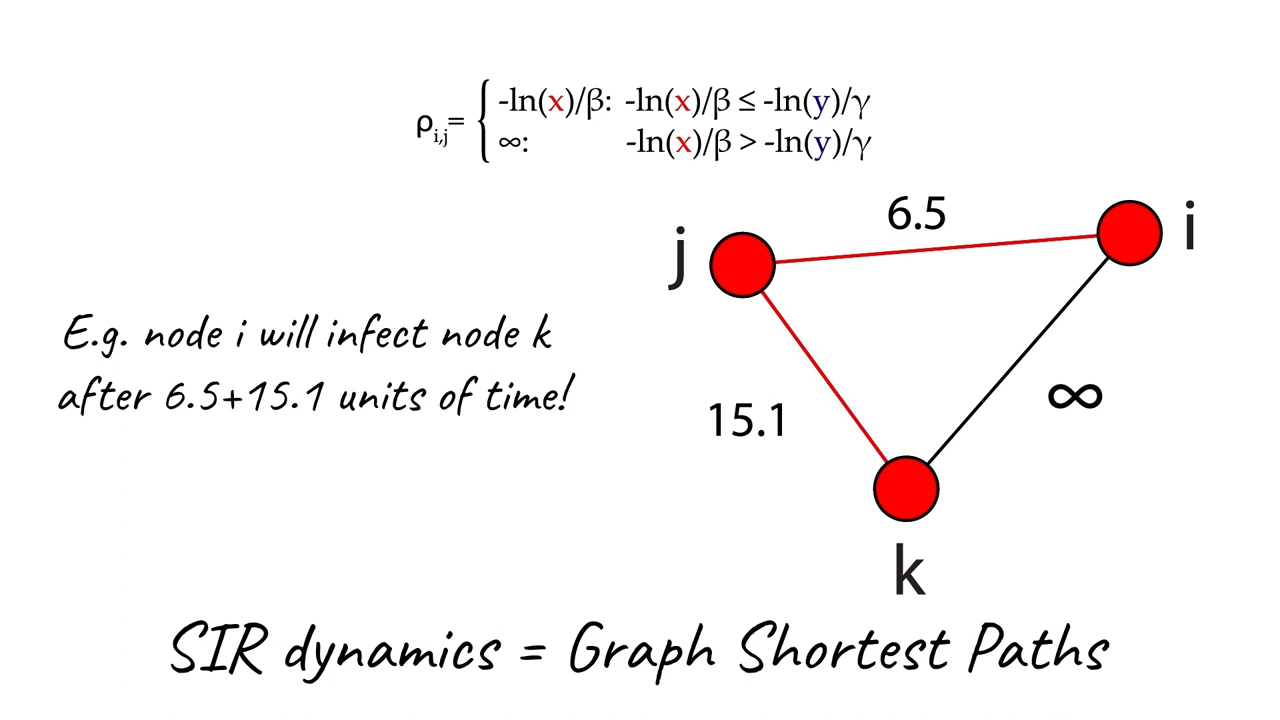 ρi,j= { -ln(x)/β: -ln(x)/β ≤ -ln(y)/γ
∞: -ln(x)/β > -ln(y)/γ
6.5
j
i
E.g. node i will infect node k
after 6.5+15.1 units of time!
15.1
∞
k
SIR dynamics = Graph Shortest Paths